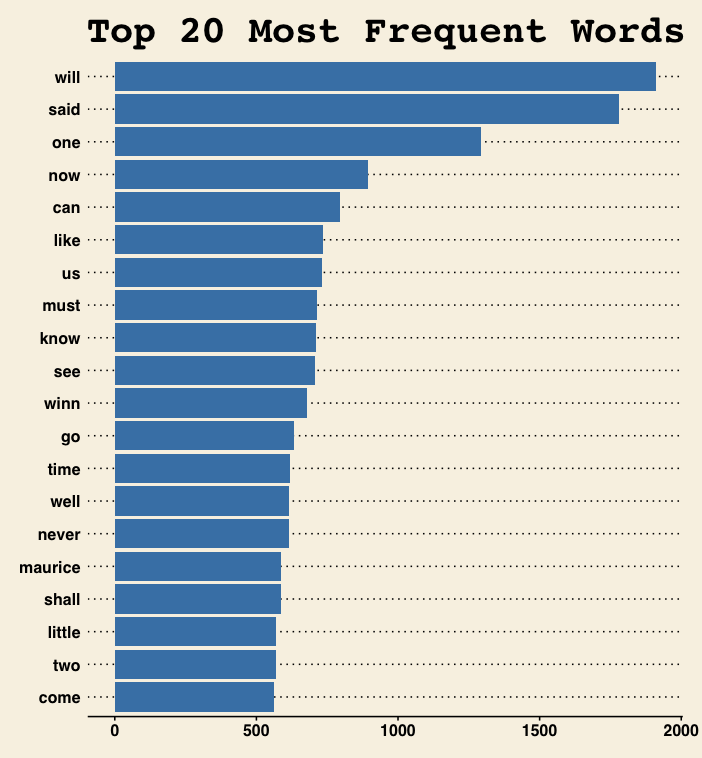 Top 20 Most Frequent Words
will
said
one
now
can
like
us
must
know
see
winn
go
time
well
never
maurice
shall
little
two
come
0 500 1000 1500 2000